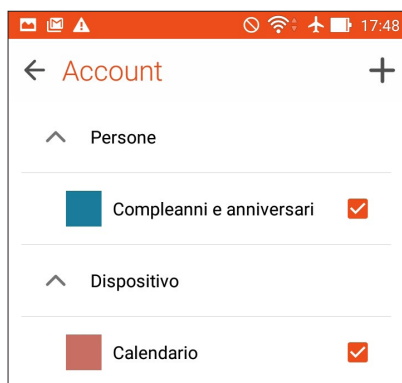 17:48
Account
Persone
Compleanni e anniversari
Dispositivo
Calendario